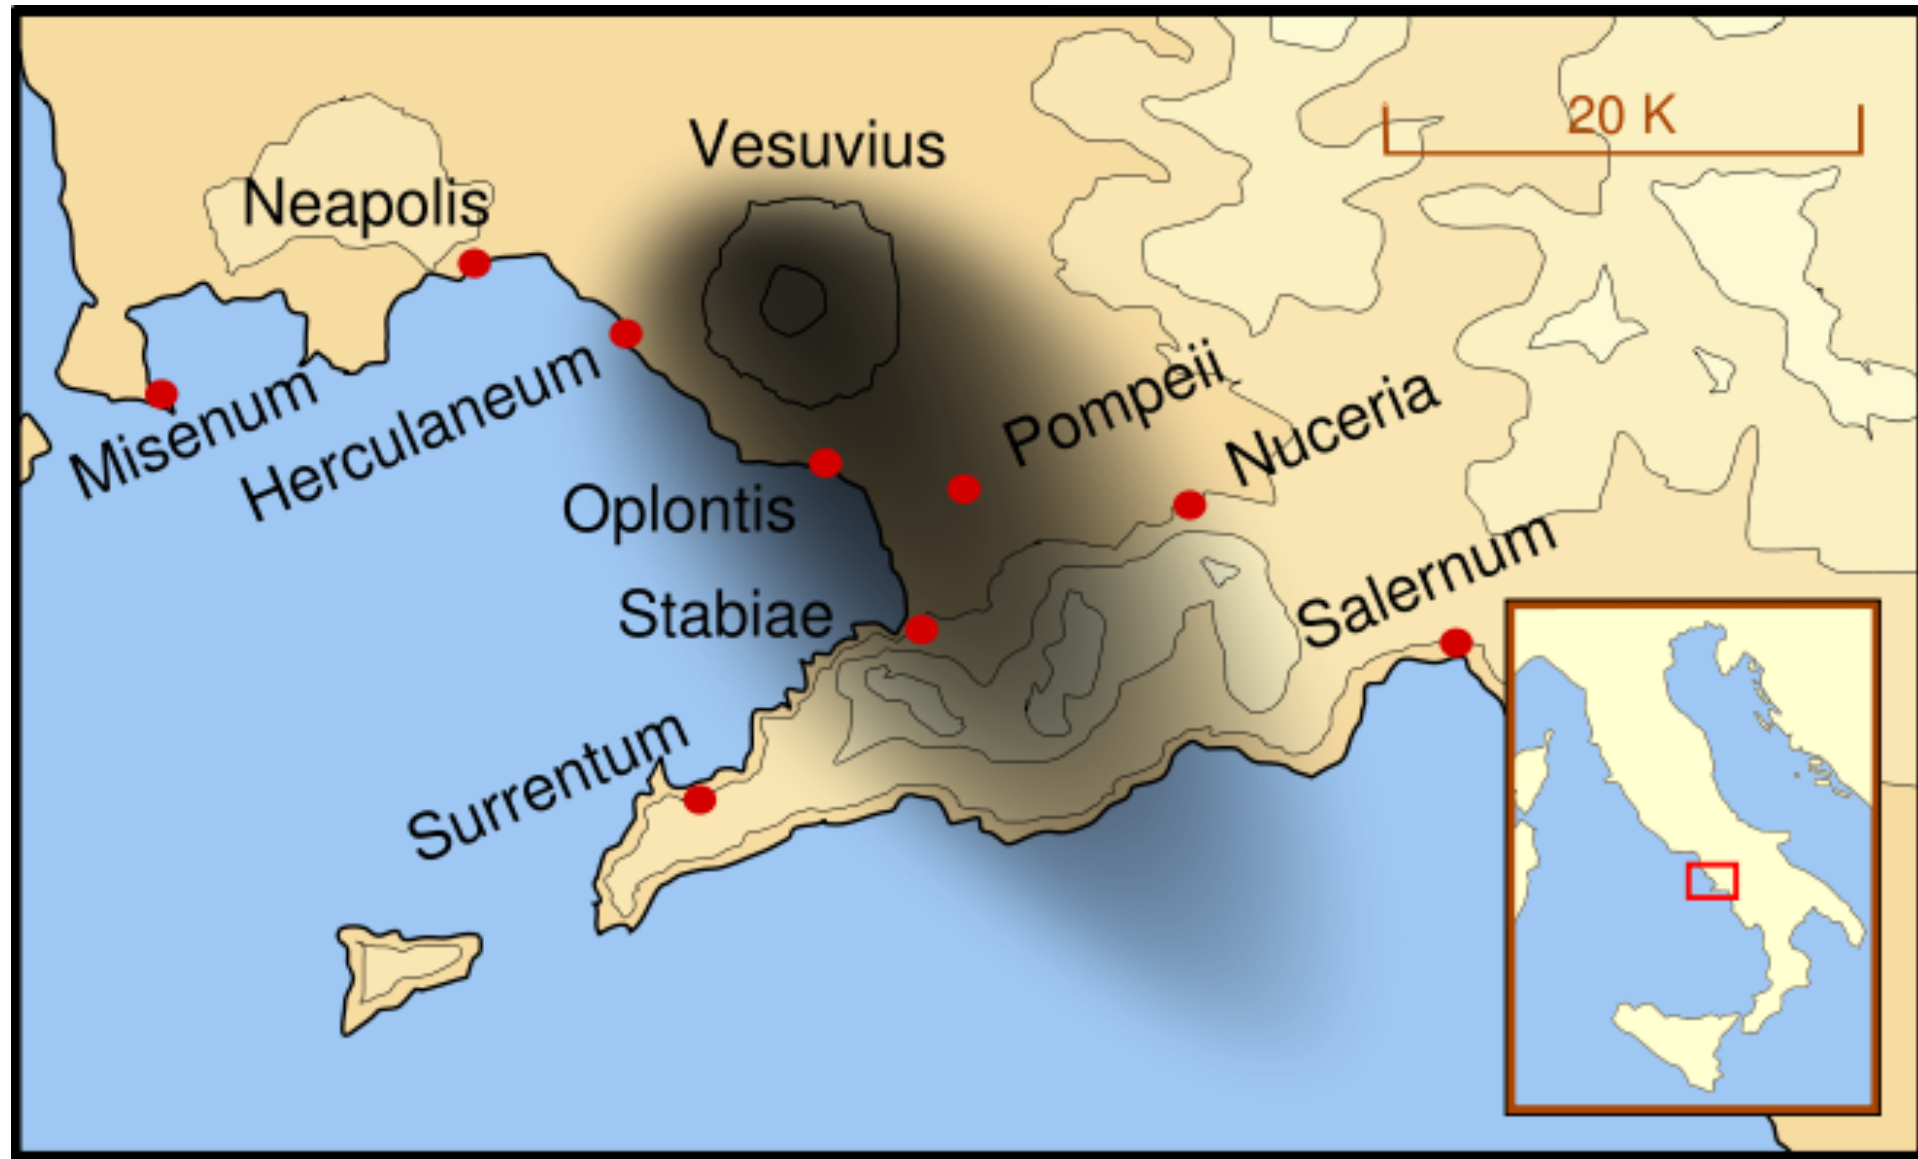 20 K
Vesuvius
Neapolis
Misenum
Herculaneum
Pompeii
Nuceria
Oplontis
Stabiae
Salernum
Surrentum